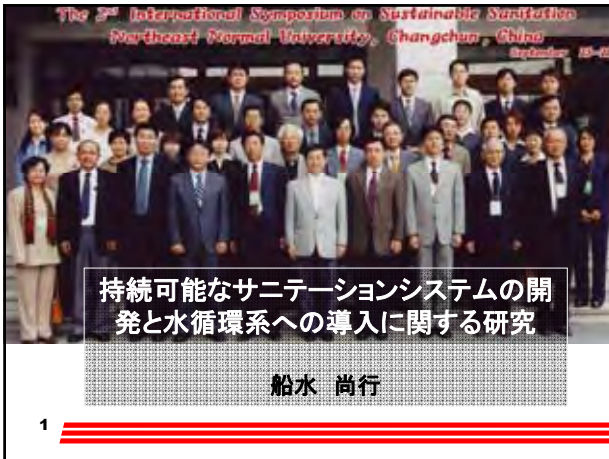 The 2nd International Symposium on Sustainable Sanitation
Northeast Normal University, Changchun, China
September
持続可能なサニテーションシステムの開
発と水循環系への導入に関する研究
船水 尚行
1